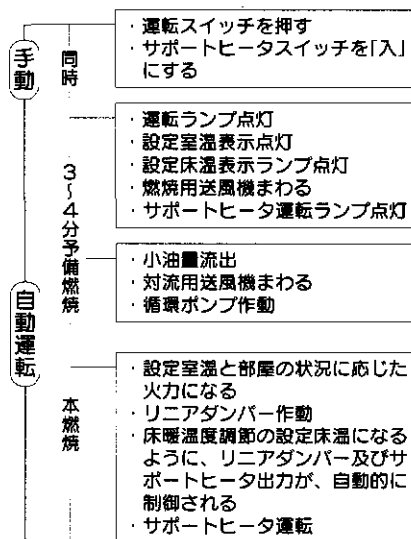 手動
同時
・運転スイッチを押す
・サポートヒータスイッチを「入」
にする
自動運転
3～4分予備燃焼
・運転ランプ点灯
・設定室温表示点灯
・設定床温表示ランプ点灯
・燃焼用送風機まわる
・サポートヒータ運転ランプ点灯
・小油量流出
・対流用送風機まわる
・循環ポンプ作動
本燃焼
・設定室温と部屋の状況に応じた
火力になる
・リニアダンパー作動
・床暖温度調節の設定床温になる
ように、リニアダンパー及びサ
ポートヒータ出力が、自動的に
制御される
・サポートヒータ運転